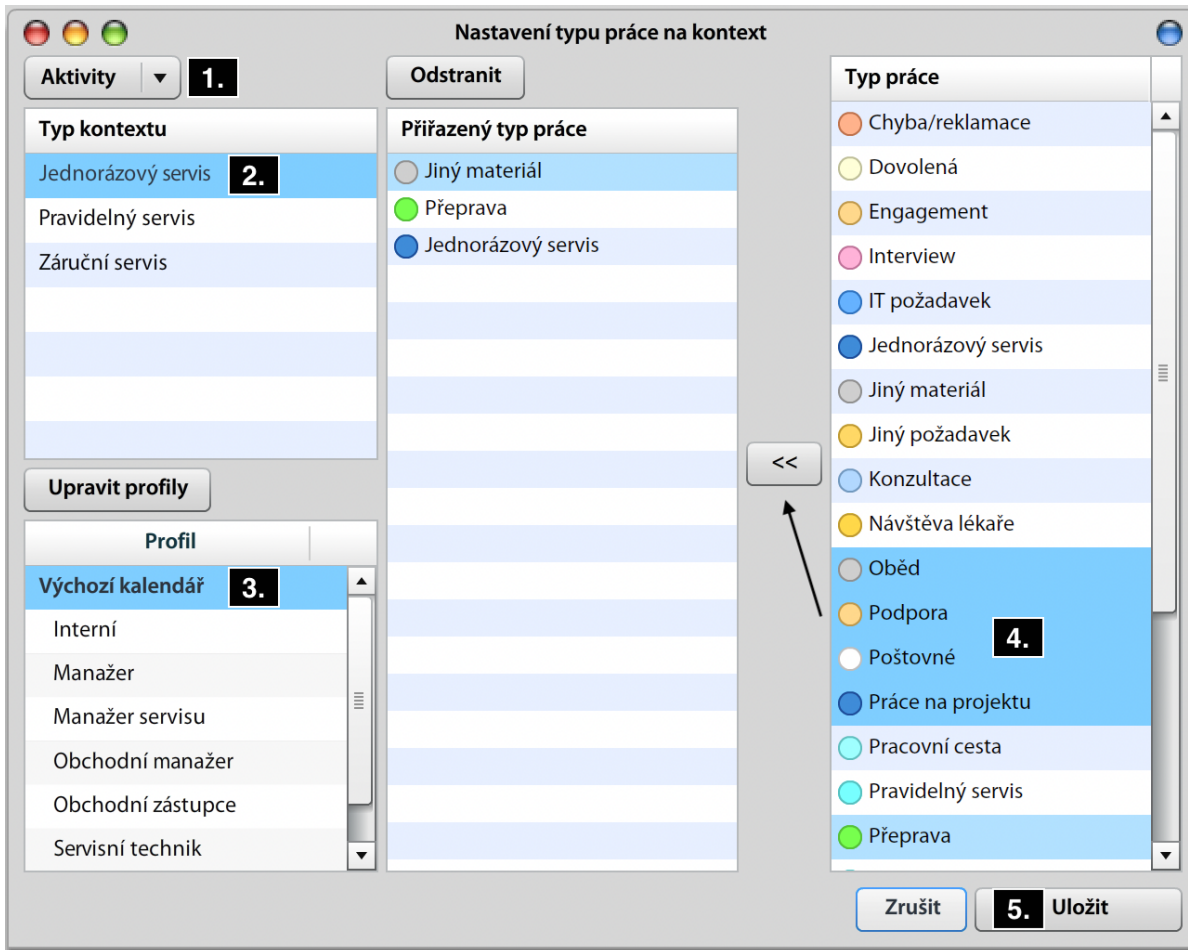 Nastavení typu práce na kontext
Aktivity
1.
Typ kontextu
Jednorázový servis
2.
Pravidelný servis
Záruční servis
Upravit profily
Profil
Výchozí kalendář
3.
Interní
Manažer
Manažer servisu
Obchodní manažer
Obchodní zástupce
Servisní technik
Odstranit
Přiřazený typ práce
Jiný materiál
Přeprava
Jednorázový servis
<<
Typ práce
Chyba/reklamace
Dovolená
Engagement
Interview
IT požadavek
Jednorázový servis
Jiný materiál
Jiný požadavek
Konzultace
Návštěva lékaře
Oběd
Podpora
4.
Poštovné
Práce na projektu
Pracovní cesta
Pravidelný servis
Přeprava
Zrušit
5.
Uložit